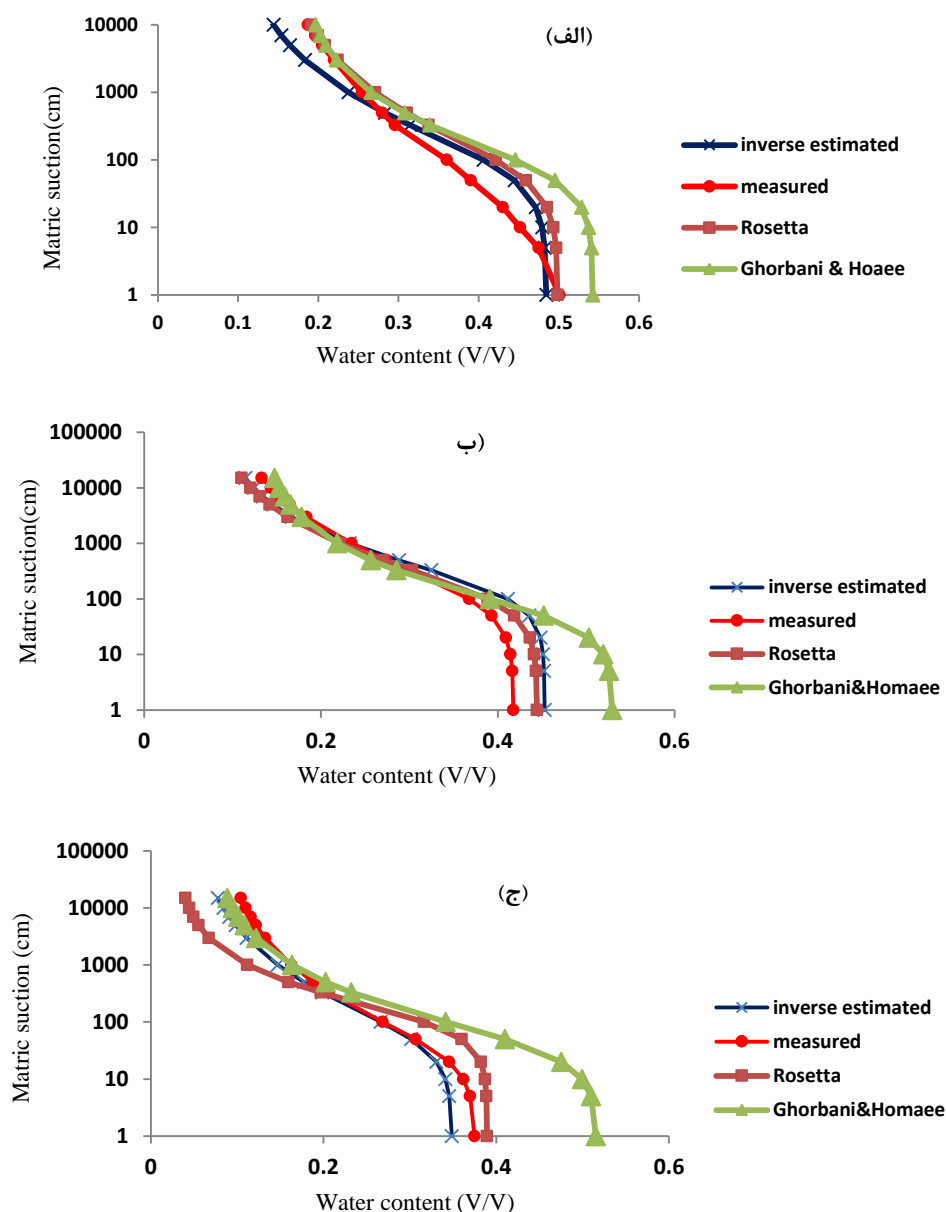 (الف)
10000
1000
100
10
1
Matric suction(cm)
0
0.1
0.2
0.3
0.4
0.5
0.6
Water content (V/V)
inverse estimated
measured
Rosetta
Ghorbani & Hoaee
(ب
100000
10000
1000
100
10
1
Matric suction(cm)
0
0.2
0.4
0.6
Water content (V/V)
inverse estimated
measured
Rosetta
Ghorbani&Homaee
(ج)
100000
10000
1000
100
10
1
Matric suction (cm)
0
0.2
0.4
0.6
Water content (V/V)
inverse estimated
measured
Rosetta
Ghorbani&Homaee